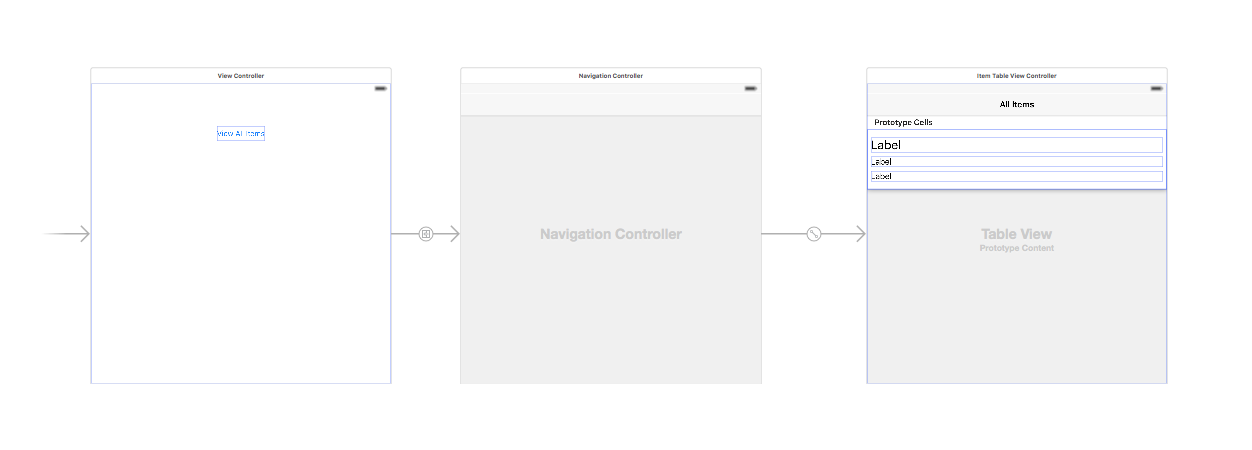 View Controller
View All Items
Navigation Controller
Navigation Controller
Item Table View Controller
All Items
Prototype Cells
Label
Label
Label
Table View
Prototype Content